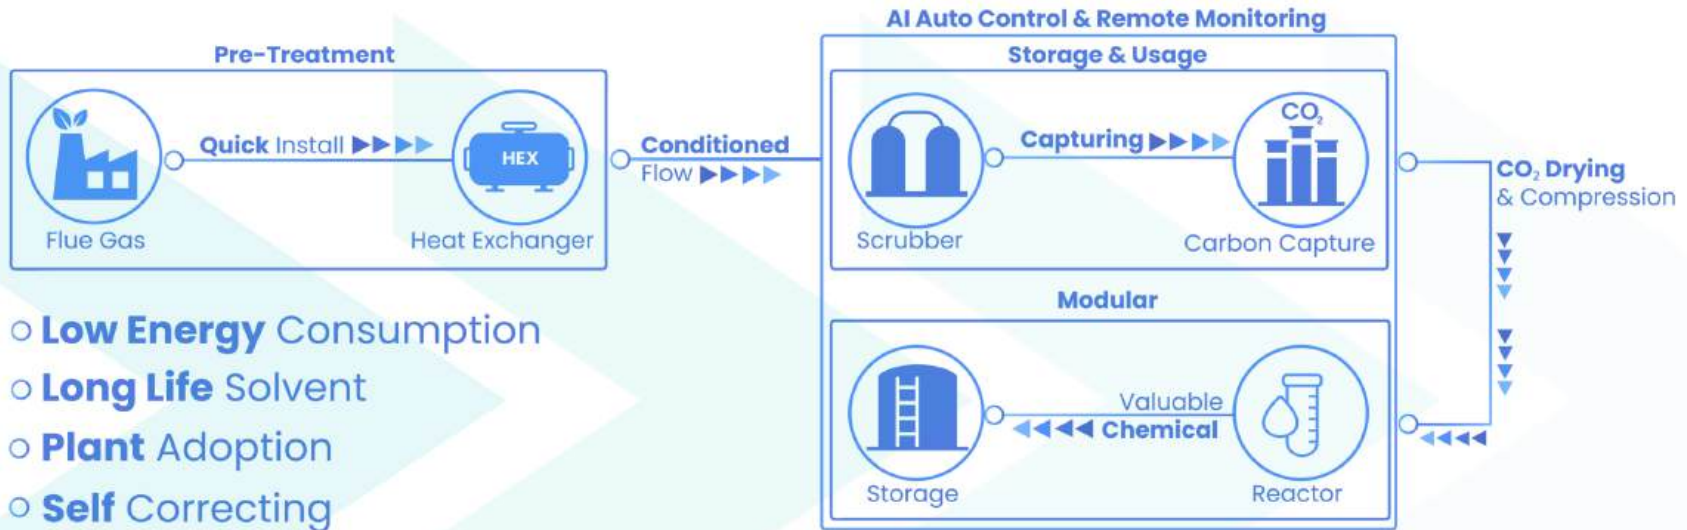 AI Auto Control & Remote Monitoring
Pre-Treatment
Storage & Usage
Quick Install
HEX
Flue Gas
Heat Exchanger
Conditioned
Flow
Capturing
CO₂
Scrubber
Carbon Capture
CO₂ Drying
& Compression
Modular
Valuable
Chemical
Storage
Reactor
Low Energy Consumption
Long Life Solvent
Plant Adoption
Self Correcting